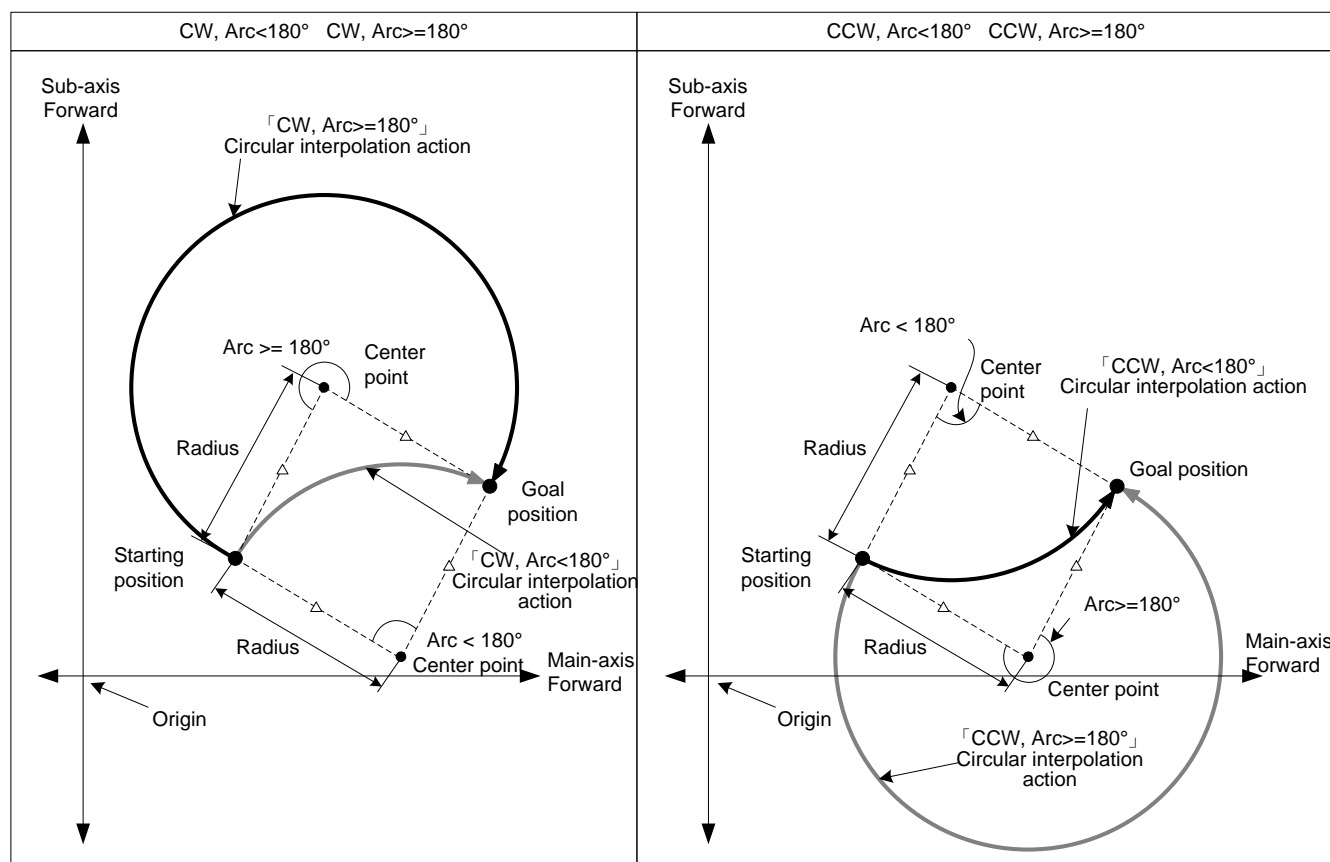 CW, Arc<180° CW, Arc>=180°
Sub-axis
Forward
「CW, Arc>=180°」
Circular interpolation action
Arc >= 180°
Center
point
Radius
Goal
position
Starting
position
「CW, Arc<180°」
Circular interpolation
action
Arc < 180°
Center point
Radius
Main-axis
Forward
Origin
CCW, Arc<180° CCW, Arc>=180°
Sub-axis
Forward
Arc < 180°
Center
point
「CCW, Arc<180°」
Circular interpolation action
Radius
Goal position
Starting
position
Arc>=180°
Radius
Main-axis
Forward
Center point
Origin
「CCW, Arc>=180°」
Circular interpolation
action